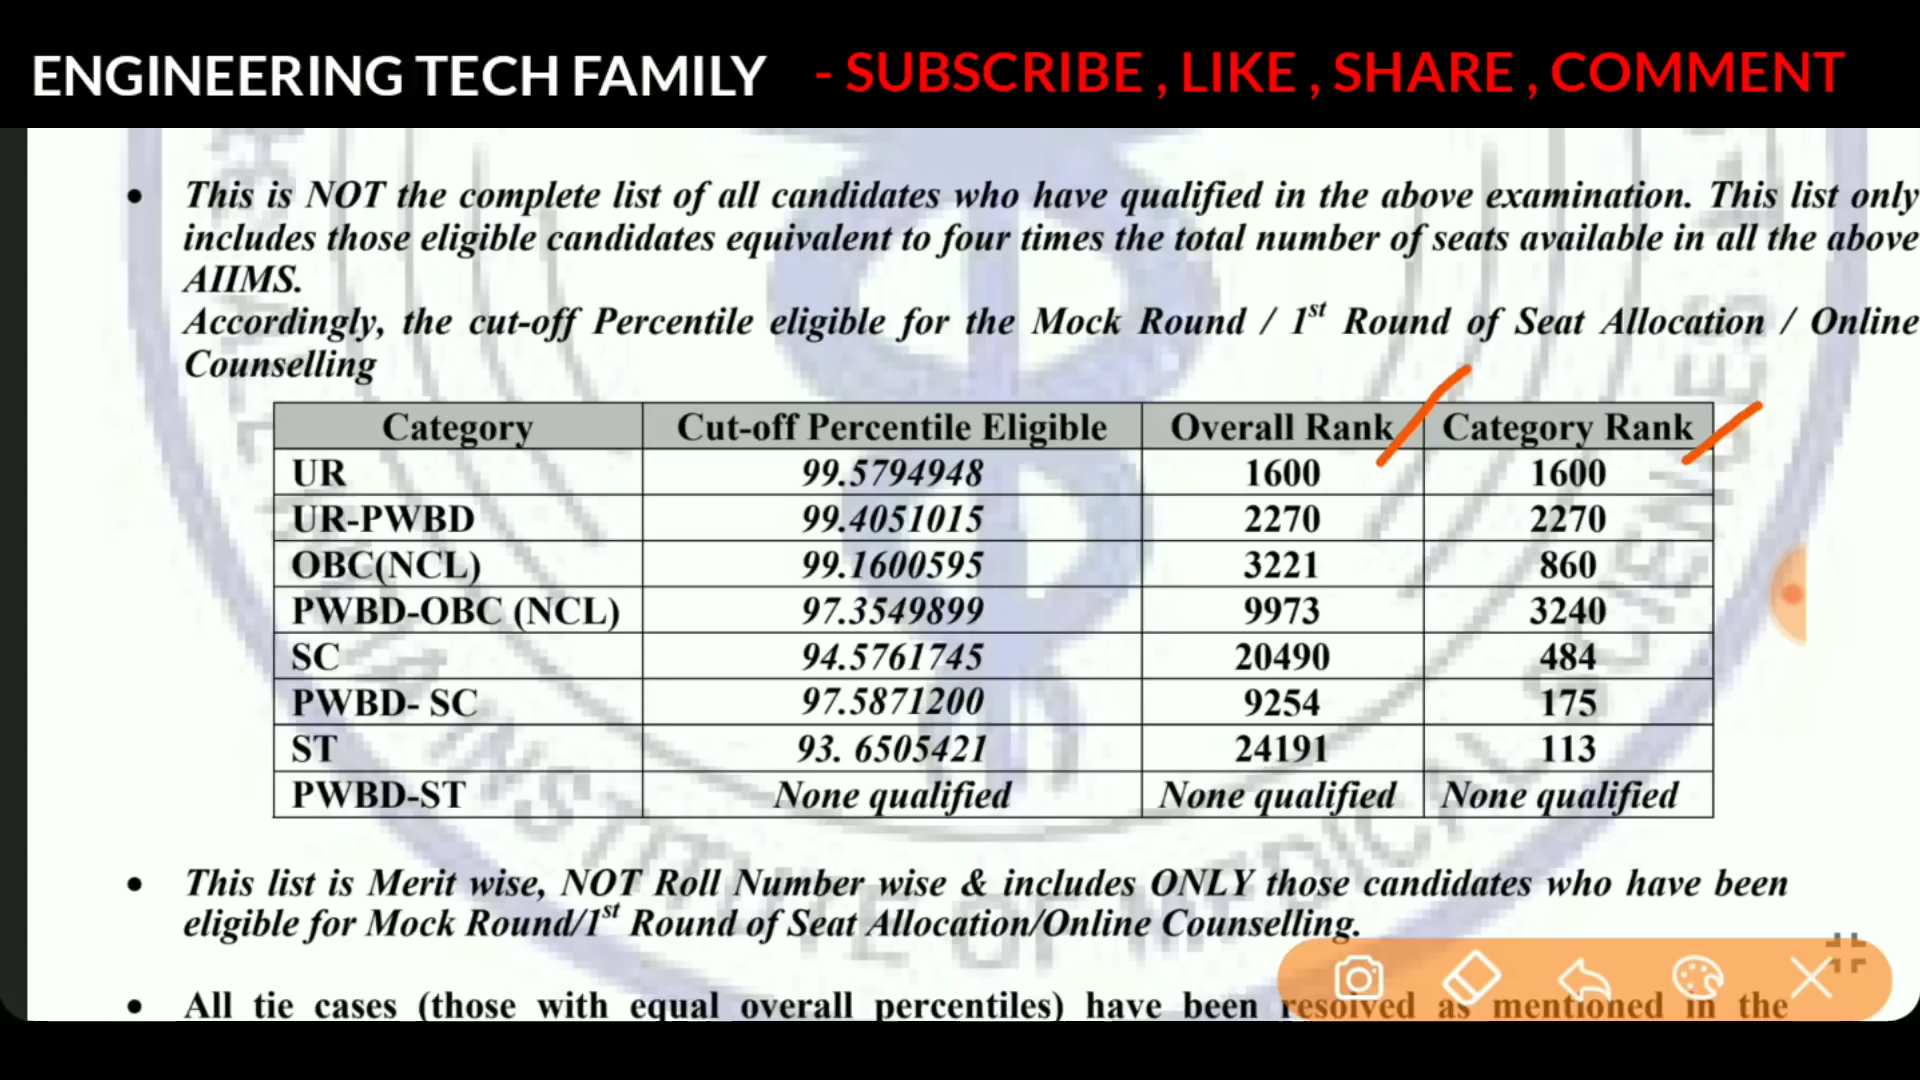 ENGINEERING TECH FAMILY - SUBSCRIBE , LIKE , SHARE , COMMENT
• This is NOT the complete list of all candidates who have qualified in the above examination. This list only
includes those eligible candidates equivalent to four times the total number of seats available in all the above
AIIMS.
Accordingly, the cut-off Percentile eligible for the Mock Round / 1st Round of Seat Allocation / Online
Counselling
Category Cut-off Percentile Eligible Overall Rank Category Rank
UR 99.5794948 1600 1600
UR-PWBD 99.4051015 2270 2270
OBC(NCL) 99.1600595 3221 860
PWBD-OBC (NCL) 97.3549899 9973 3240
SC 94.5761745 20490 484
PWBD- SC 97.5871200 9254 175
ST 93. 6505421 24191 113
PWBD-ST None qualified None qualified None qualified
• This list is Merit wise, NOT Roll Number wise & includes ONLY those candidates who have been
eligible for Mock Round/1st Round of Seat Allocation/Online Counselling.
• All tie cases (those with equal overall percentiles) have been resolved as mentioned in the